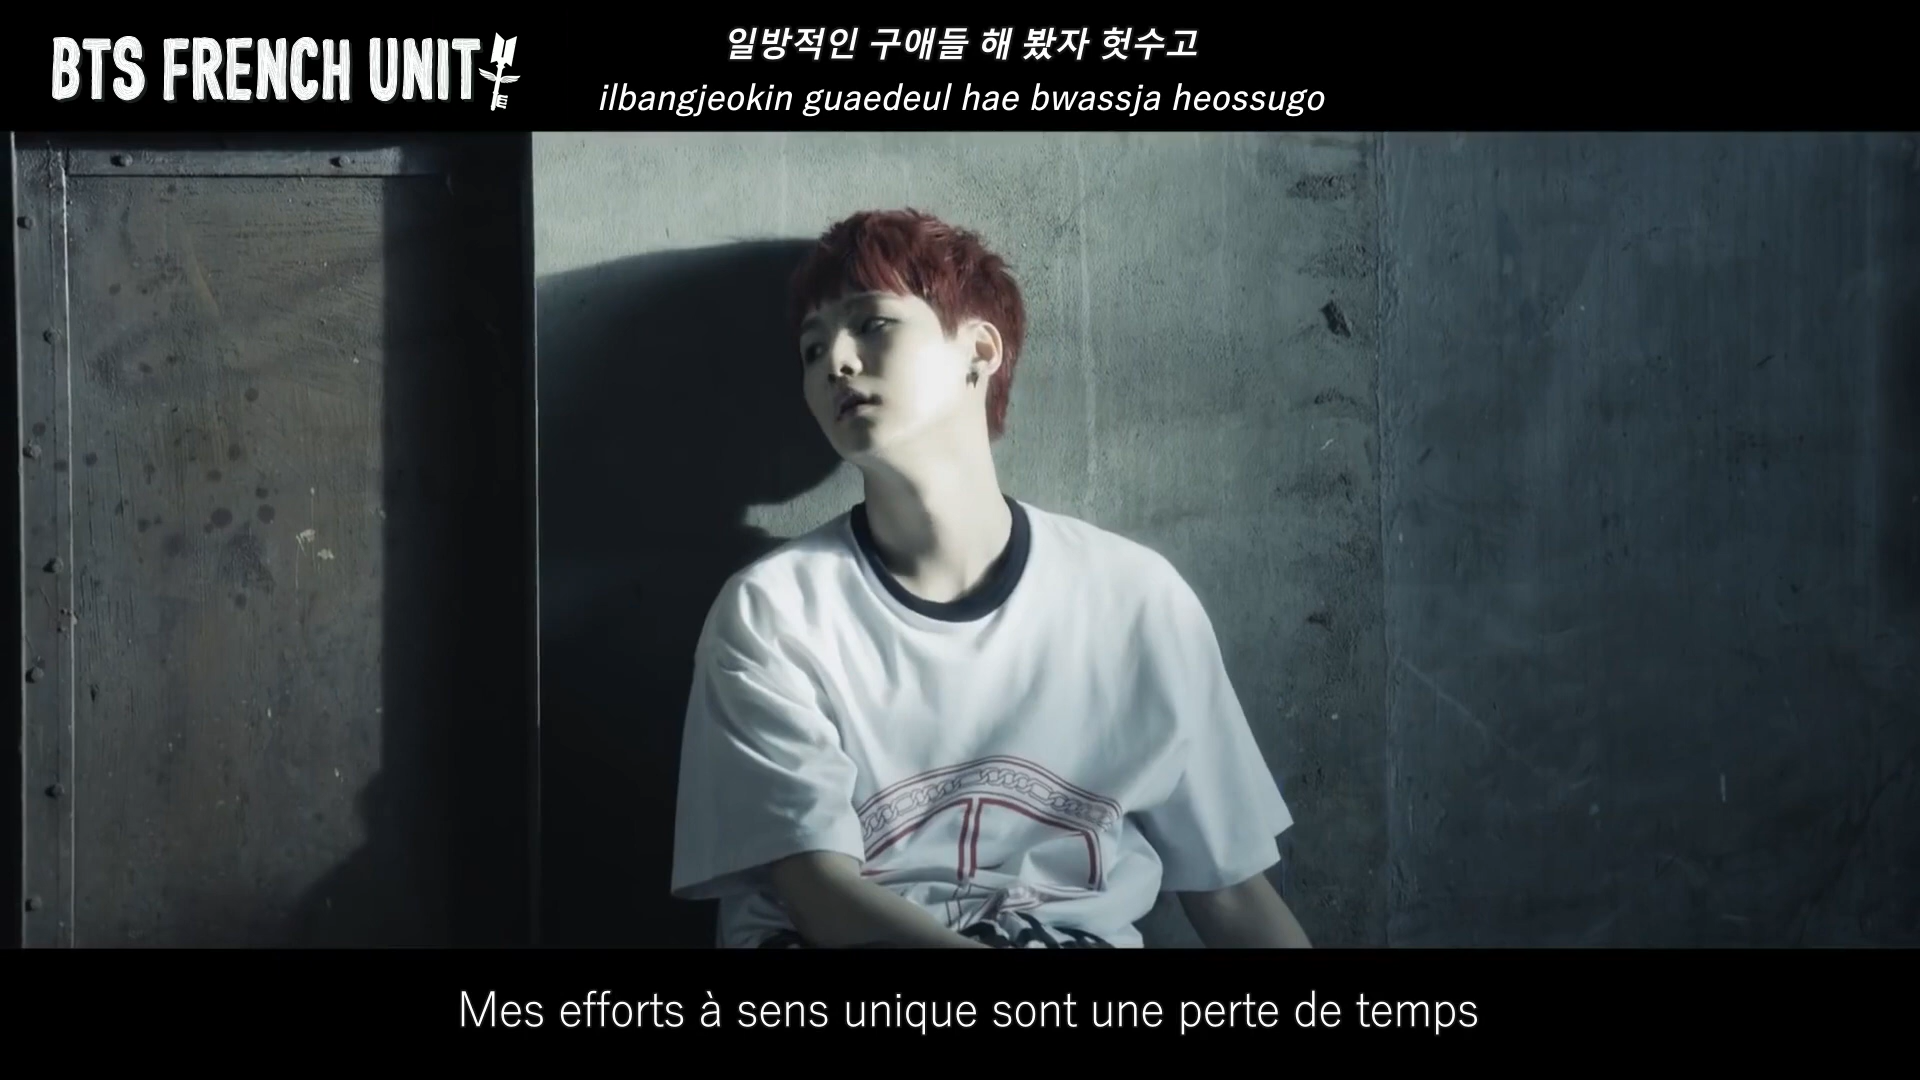 BTS FRENCH UNIT
일방적인 구애들 해 봤자 헛수고
ilbangjeokin guaedeul hae bwassja heossugo
Mes efforts à sens unique sont une perte de temps